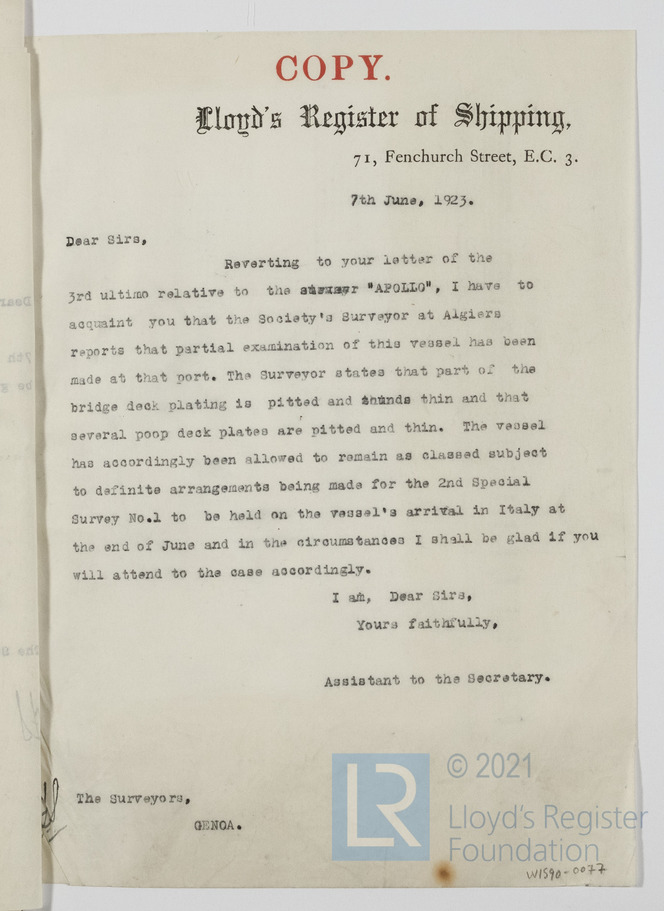 COPY.
Lloyd's Register of Shipping,
71, Fenchurch Street, E.C. 3.
7th June, 1923.
Dear Sirs,
Reverting to your letter of the
3rd ultimo relative to the "APOLLO", I have to
acquaint you that the Society's Surveyor at Algiers
reports that partial examination of this vessel has been
made at that port. The Surveyor states that part of the
bridge deck plating is pitted and thin and that
several poop deck plates are pitted and thin. The vessel
has accordingly been allowed to remain as classed subject
to definite arrangements being made for the 2nd Special
Survey No.1 to be held on the vessel's arrival in Italy at
the end of June and in the circumstances I shall be glad if you
will attend to the case accordingly.
I am, Dear Sirs,
Yours faithfully,
Assistant to the Secretary.
The Surveyors,
GENOA.
LR
© 2021
Lloyd's Register
Foundation
W1590-0077